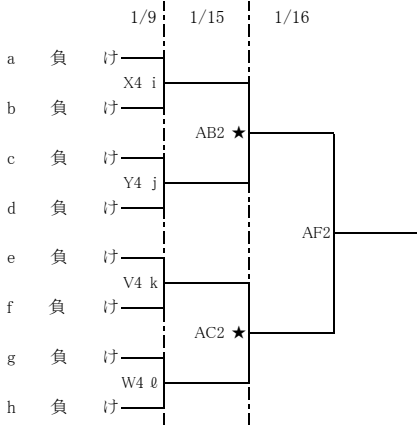 1/9 1/15 1/16
a 負け
X4 i
b 負け
AB2 ★
c 負け
Y4 j
d 負け
AF2
e 負け
V4 k
f 負け
AC2 ★
g 負け
W4 ℓ
h 負け